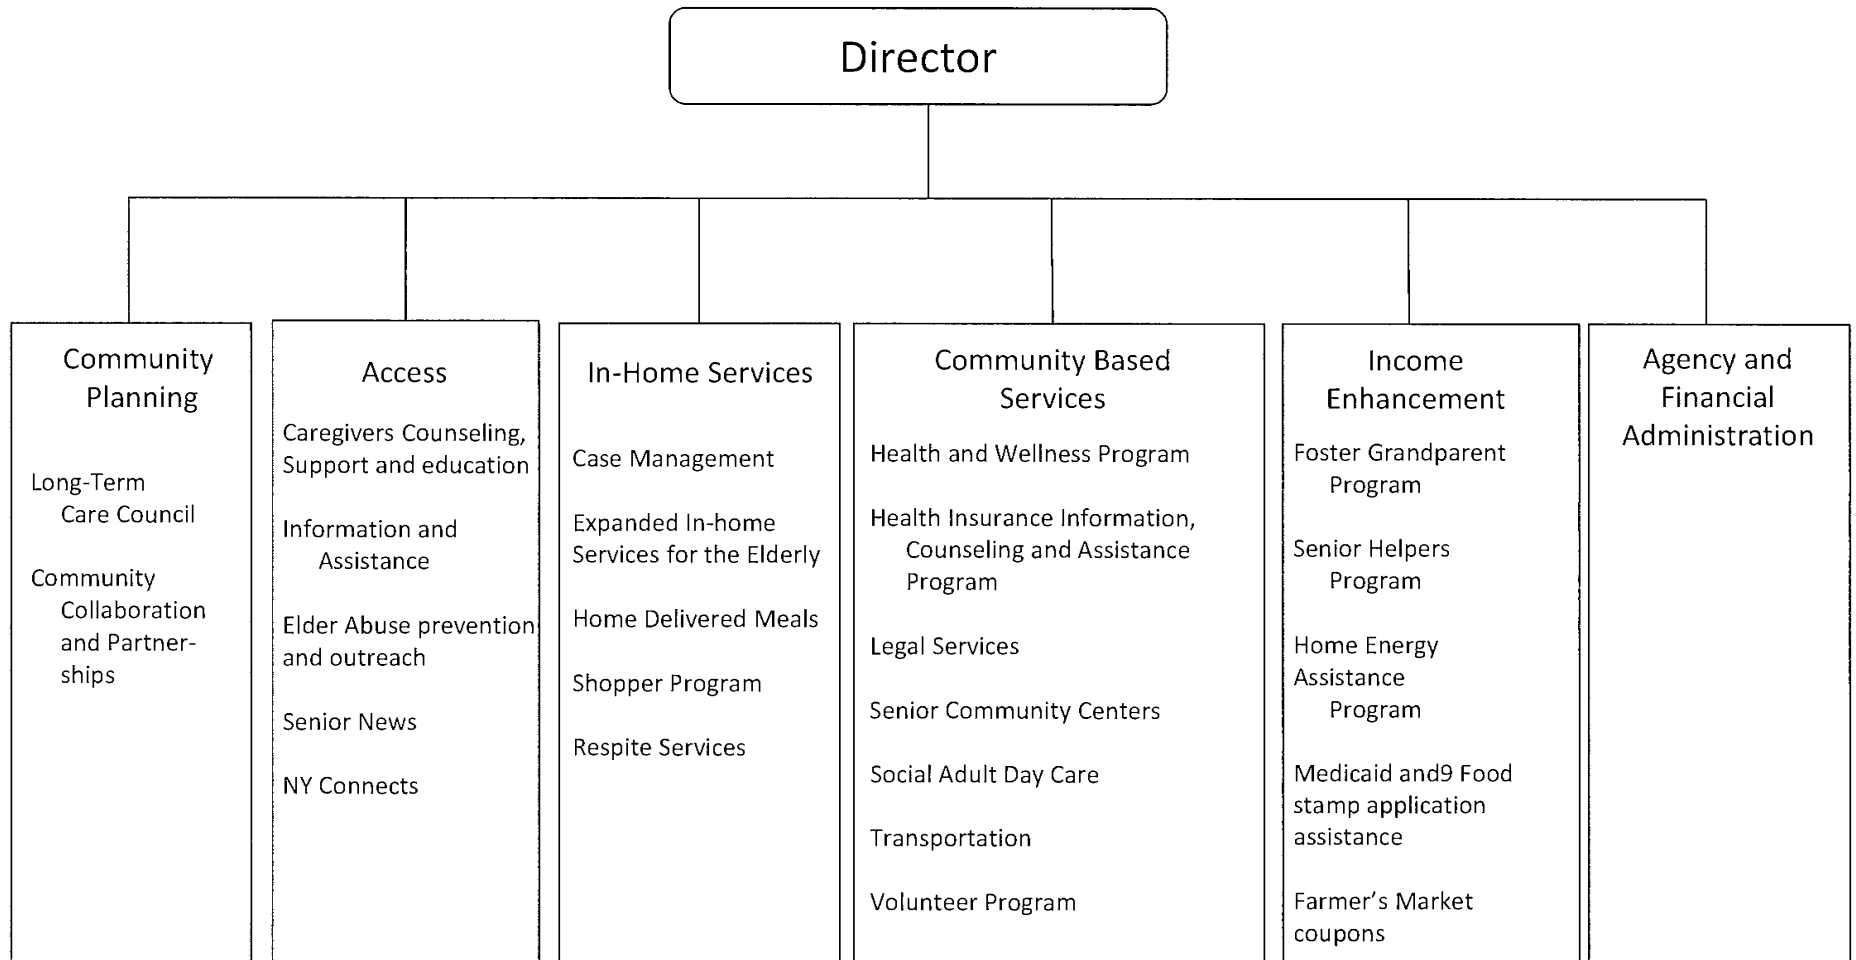 Director
Community
Planning
Long-Term
Care Council
Community
Collaboration
and Partner-
ships
Access
Caregivers Counseling,
Support and education
Information and
Assistance
Elder Abuse prevention
and outreach
Senior News
NY Connects
In-Home Services
Case Management
Expanded In-home
Services for the Elderly
Home Delivered Meals
Shopper Program
Respite Services
Community Based
Services
Health and Wellness Program
Health Insurance Information,
Counseling and Assistance
Program
Legal Services
Senior Community Centers
Social Adult Day Care
Transportation
Volunteer Program
Income
Enhancement
Foster Grandparent
Program
Senior Helpers
Program
Home Energy
Assistance
Program
Medicaid and9 Food
stamp application
assistance
Farmer’s Market
coupons
Agency and
Financial
Administration